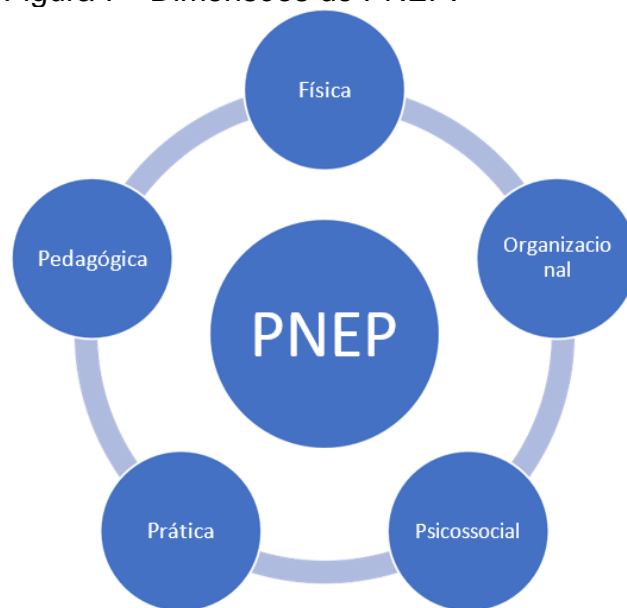 Física
Pedagógica
Organizacio
nal
PNEP
Prática
Psicossocial